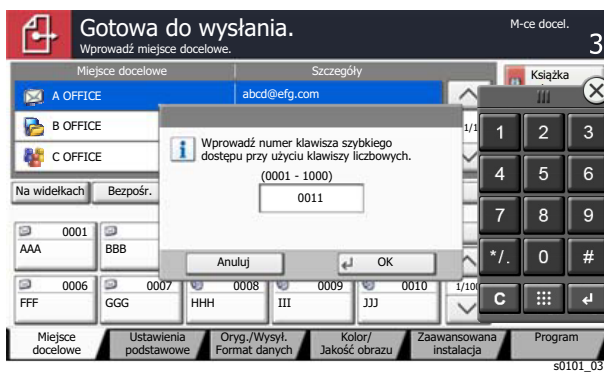 Gotowa do wysłania.
Wprowadź miejsce docelowe.
M-ce docel.
3
Miejsce docelowe
Szczegóły
Książka
A OFFICE
abcd@efg.com
B OFFICE
C OFFICE
1/1
Wprowadź numer klawisza szybkiego
dostępu przy użyciu klawiszy liczbowych.
(0001 - 1000)
0011
Anuluj
OK
Na widełkach
Bezpośr.
0001
AAA
BBB
0006
FFF
0007
GGG
0008
HHH
0009
III
0010
JJJ
1/100
1
2
3
4
5
6
7
8
9
*/.
0
#
C
Miejsce
docelowe
Ustawienia
podstawowe
Oryg./Wysył.
Format danych
Kolor/
Jakość obrazu
Zaawansowana
instalacja
Program
s0101_03